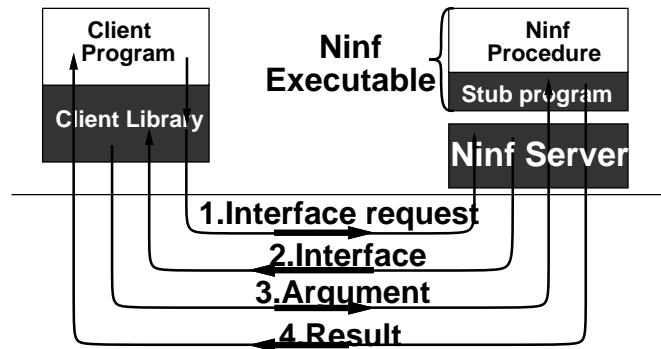 Client
Program
Client Library
Ninf
Executable
Ninf
Procedure
Stub program
Ninf Server
1.Interface request
2.Interface
3.Argument
4.Result